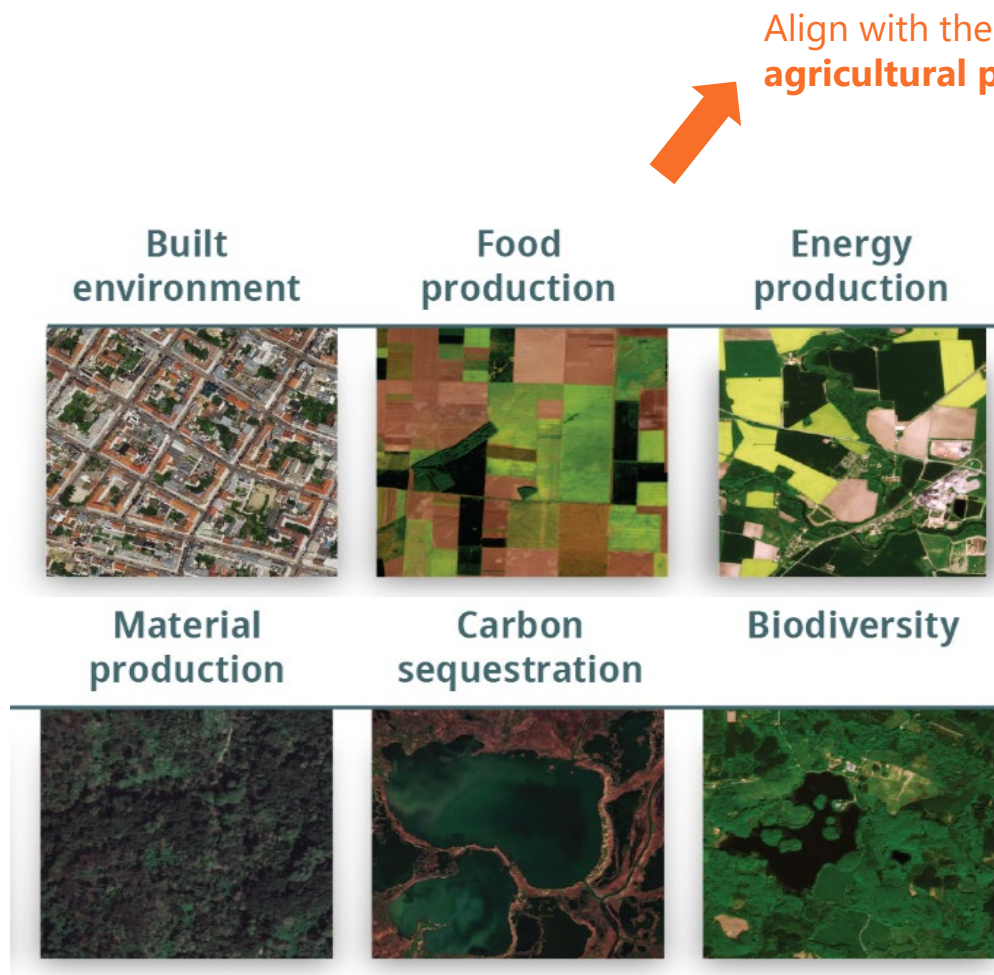 Align with the
agricultural
Built
environment
Food
production
Energy
production
Material
production
Carbon
sequestration
Biodiversity